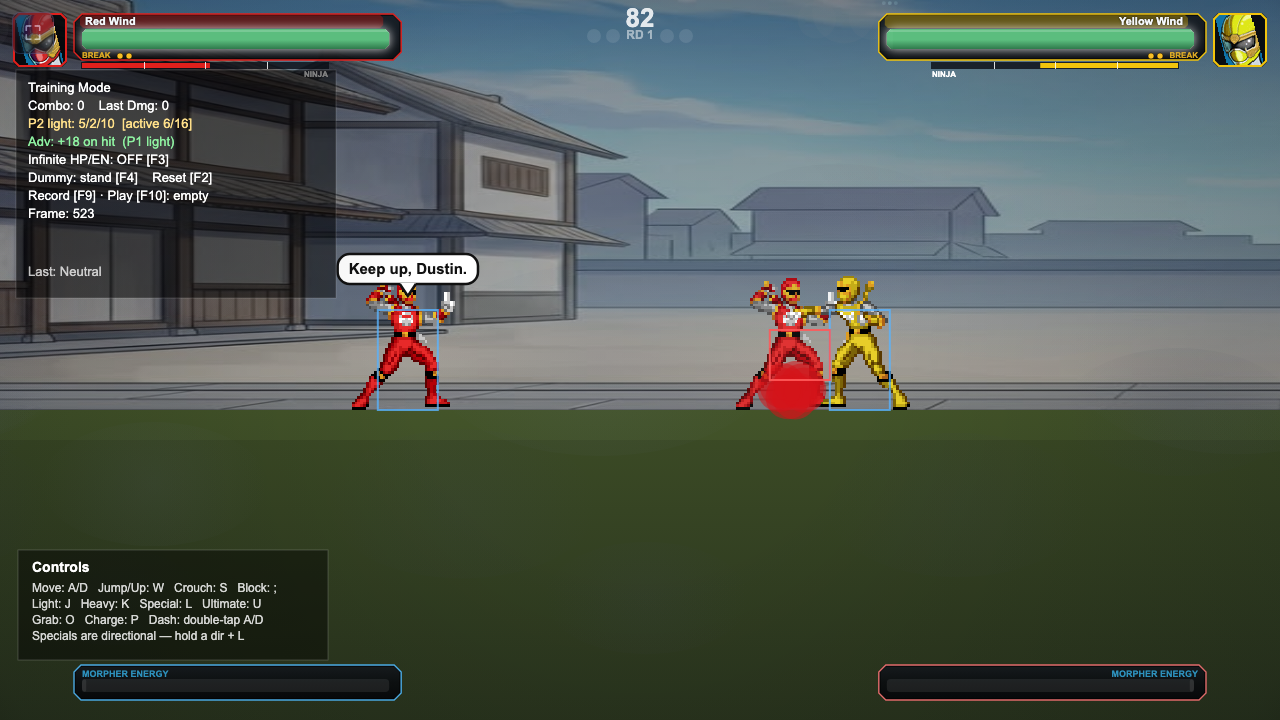 Red Wind
BREAK
NINJA
82
RD 1
Yellow Wind
BREAK
NINJA
Training Mode
Combo: 0 Last Dmg: 0
P2 light: 5/2/10 [active 6/16]
Adv: +18 on hit (P1 light)
Infinite HP/EN: OFF [F3]
Dummy: stand [F4] Reset [F2]
Record [F9] · Play [F10]: empty
Frame: 523
Last: Neutral
Keep up, Dustin.
Controls
Move: A/D Jump/Up: W Crouch: S Block: ;
Light: J Heavy: K Special: L Ultimate: U
Grab: O Charge: P Dash: double-tap A/D
Specials are directional — hold a dir + L
MORPHER ENERGY
MORPHER ENERGY